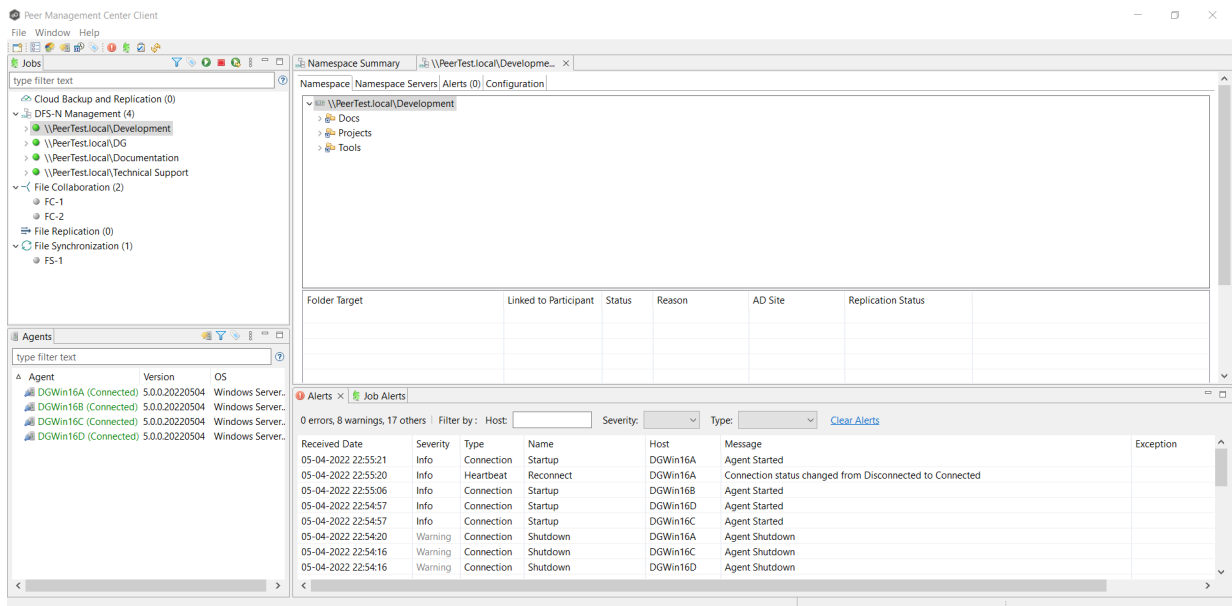 Peer Management Center Client
File Window Help
Jobs
type filter text
Cloud Backup and Replication (0)
DFS-N Management (4)
\\PeerTest.local\Development
\\PeerTest.local\DG
\\PeerTest.local\Documentation
\\PeerTest.local\Technical Support
File Collaboration (2)
FC-1
FC-2
File Replication (0)
File Synchronization (1)
FS-1
Agents
type filter text
Agent Version OS
DGWin16A (Connected) 5.0.0.20220504 Windows Server...
DGWin16B (Connected) 5.0.0.20220504 Windows Server...
DGWin16C (Connected) 5.0.0.20220504 Windows Server...
DGWin16D (Connected) 5.0.0.20220504 Windows Server...
Namespace Summary \\PeerTest.local\Developme...
Namespace Namespace Servers Alerts (0) Configuration
\\PeerTest.local\Development
Docs
Projects
Tools
Folder Target Linked to Participant Status Reason AD Site Replication Status
Alerts Job Alerts
0 errors, 8 warnings, 17 others Filter by : Host: Severity: Type: Clear Alerts
Received Date Severity Type Name Host Message Exception
05-04-2022 22:55:21 Info Connection Startup DGWin16A Agent Started
05-04-2022 22:55:20 Info Heartbeat Reconnect DGWin16A Connection status changed from Disconnected to Connected
05-04-2022 22:55:06 Info Connection Startup DGWin16B Agent Started
05-04-2022 22:54:57 Info Connection Startup DGWin16D Agent Started
05-04-2022 22:54:57 Info Connection Startup DGWin16C Agent Started
05-04-2022 22:54:20 Warning Connection Shutdown DGWin16A Agent Shutdown
05-04-2022 22:54:16 Warning Connection Shutdown DGWin16C Agent Shutdown
05-04-2022 22:54:16 Warning Connection Shutdown DGWin16D Agent Shutdown